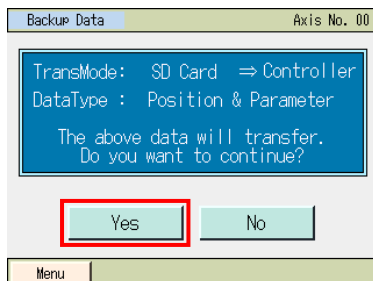 Backup Data Axis No. 00
TransMode: SD Card ⇒ Controller
DataType : Position & Parameter
The above data will transfer.
Do you want to continue?
Yes No
Menu